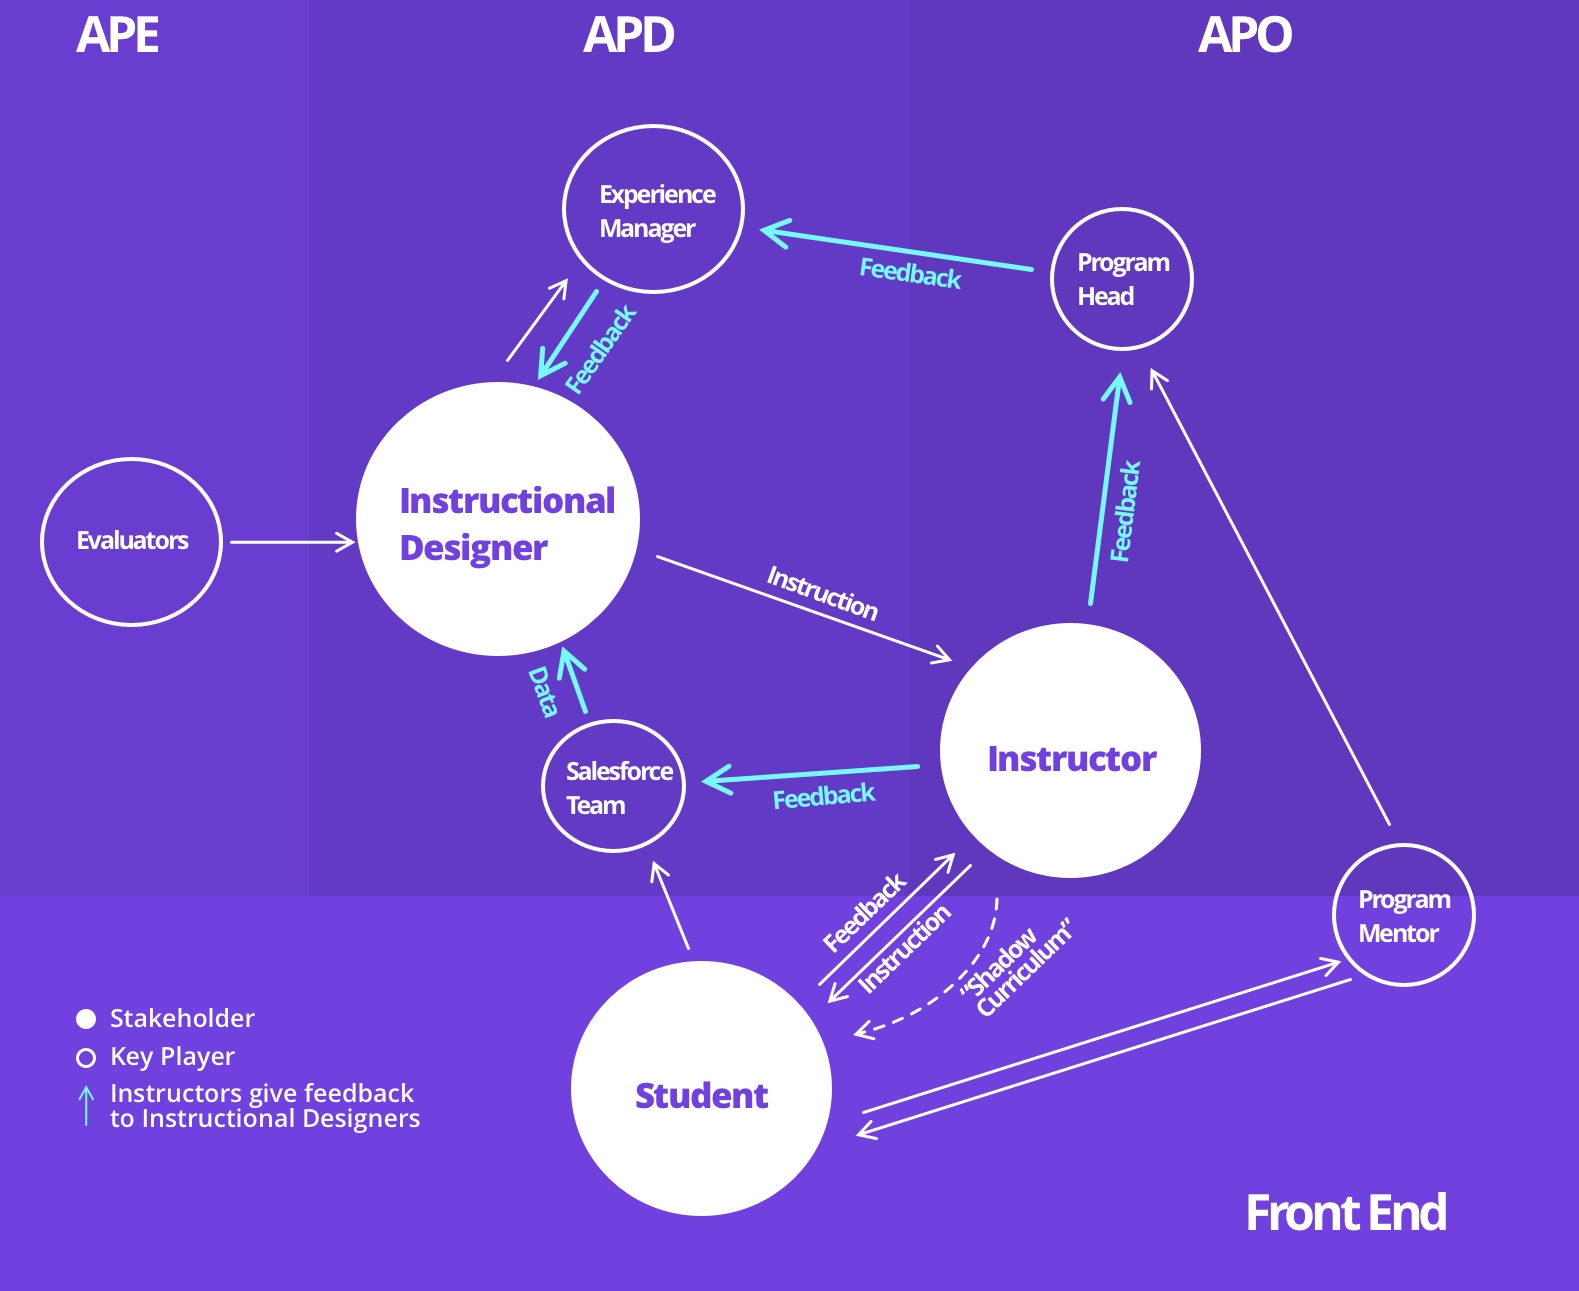 APE
APD
APO
Experience
Manager
Program
Head
Feedback
Feedback
Feedback
Instructional
Designer
Evaluators
Instruction
Data
Salesforce
Team
Feedback
Instructor
Feedback
Instruction
"Shadow
Curriculum"
Program
Mentor
Student
Stakeholder
Key Player
Instructors give feedback
to Instructional Designers
Front End